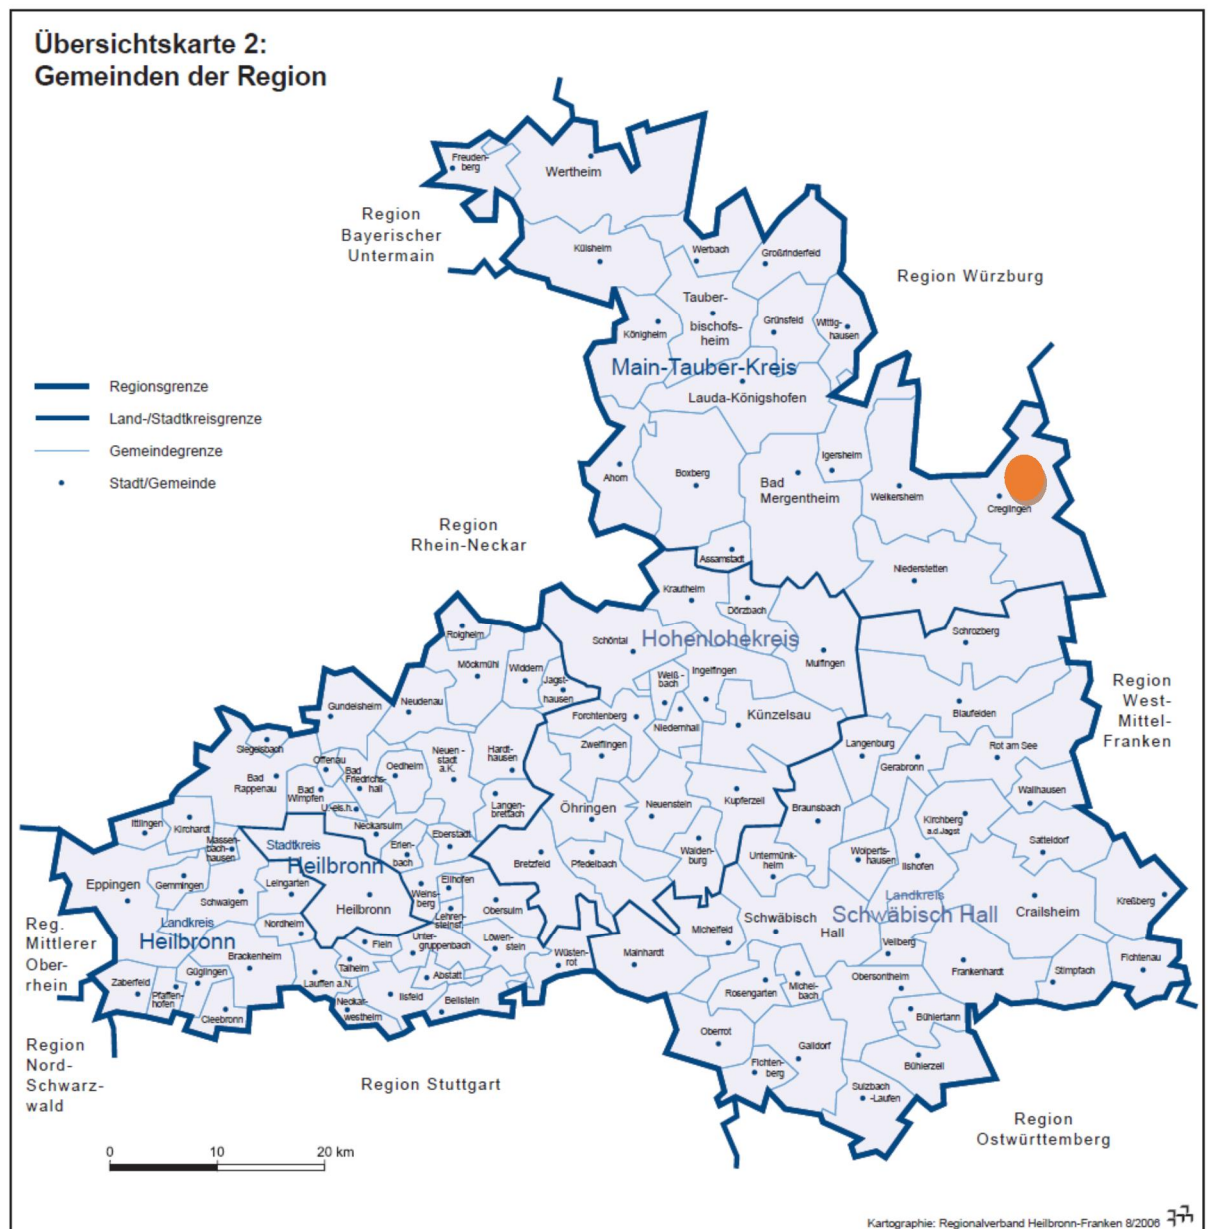 Übersichtskarte 2:
Gemeinden der Region
Freuden-
berg
Wertheim
Region
Bayerischer
Untermain
Külsheim
Werbach
Großrinderfeld
Region Würzburg
Tauber-
bischofs-
heim
Königheim
Grünsfeld
Wittig-
hausen
Main-Tauber-Kreis
Lauda-Königshofen
Regionsgrenze
Land-/Stadtkreisgrenze
Gemeindegrenze
Stadt/Gemeinde
Ahorn
Boxberg
Bad
Mergentheim
Igersheim
Weikersheim
Creglingen
Region
Rhein-Neckar
Assamstadt
Niederstetten
Krautheim
Dörzbach
Schöntal
Hohenlohekreis
Mulfingen
Schrozberg
Roigheim
Möckmühl
Widdern
Jagst-
hausen
Weiß-
bach
Ingelfingen
Region
West-
Mittel-
Franken
Gundelsheim
Neudenau
Forchtenberg
Niedernhall
Künzelsau
Blaufelden
Siegelsbach
Offenau
Bad
Friedrichs-
hall
Oedheim
Neuen-
stadt
a.K.
Hardt-
hausen
Zweiflingen
Langenburg
Gerabronn
Rot am See
Bad
Rappenau
Bad
Wimpfen
U.-eis.h.
Langen-
brettach
Öhringen
Neuenstein
Kupferzell
Braunsbach
Wallhausen
Ittlingen
Kirchardt
Massen-
bach-
hausen
Neckarsulm
Erlen-
bach
Eberstadt
Kirchberg
a.d.Jagst
Satteldorf
Stadtkreis
Heilbronn
Bretzfeld
Pfedelbach
Walden-
burg
Untermünk-
heim
Wolperts-
hausen
Ilshofen
Eppingen
Gemmingen
Schwaigern
Leingarten
Heilbronn
Weins-
berg
Ellhofen
Lehren-
steinsf.
Obersulm
Landkreis
Schwäbisch Hall
Crailsheim
Kreßberg
Reg.
Mittlerer
Ober-
rhein
Landkreis
Heilbronn
Nordheim
Flein
Unter-
gruppenbach
Löwen-
stein
Wüsten-
rot
Mainhardt
Michelfeld
Schwäbisch
Hall
Vellberg
Zaberfeld
Pfaffen-
hofen
Güglingen
Brackenheim
Lauffen a.N.
Talheim
Abstatt
Rosengarten
Michel-
bach
Obersontheim
Frankenhardt
Stimpfach
Fichtenau
Cleebronn
Neckar-
westheim
Ilsfeld
Beilstein
Oberrot
Bühlertann
Region
Nord-
Schwarz-
wald
Region Stuttgart
Fichten-
berg
Gaildorf
Bühlerzell
Sulzbach
-Laufen
Region
Ostwürttemberg
0 10 20 km
Kartographie: Regionalverband Heilbronn-Franken 8/2006